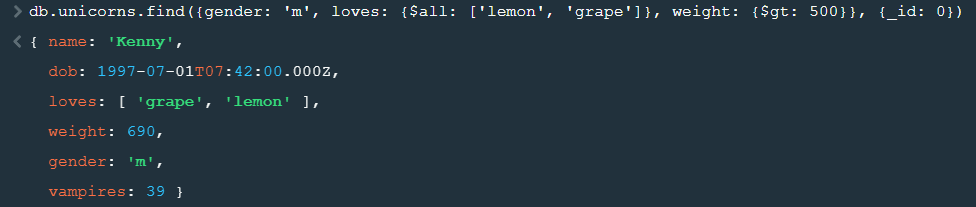 > db.unicorns.find({gender: 'm', loves: {$all: ['lemon', 'grape']}, weight: {$gt: 500}}, {_id: 0})
< { name: 'Kenny',
dob: 1997-07-01T07:42:00.000Z,
loves: [ 'grape', 'lemon' ],
weight: 690,
gender: 'm',
vampires: 39 }